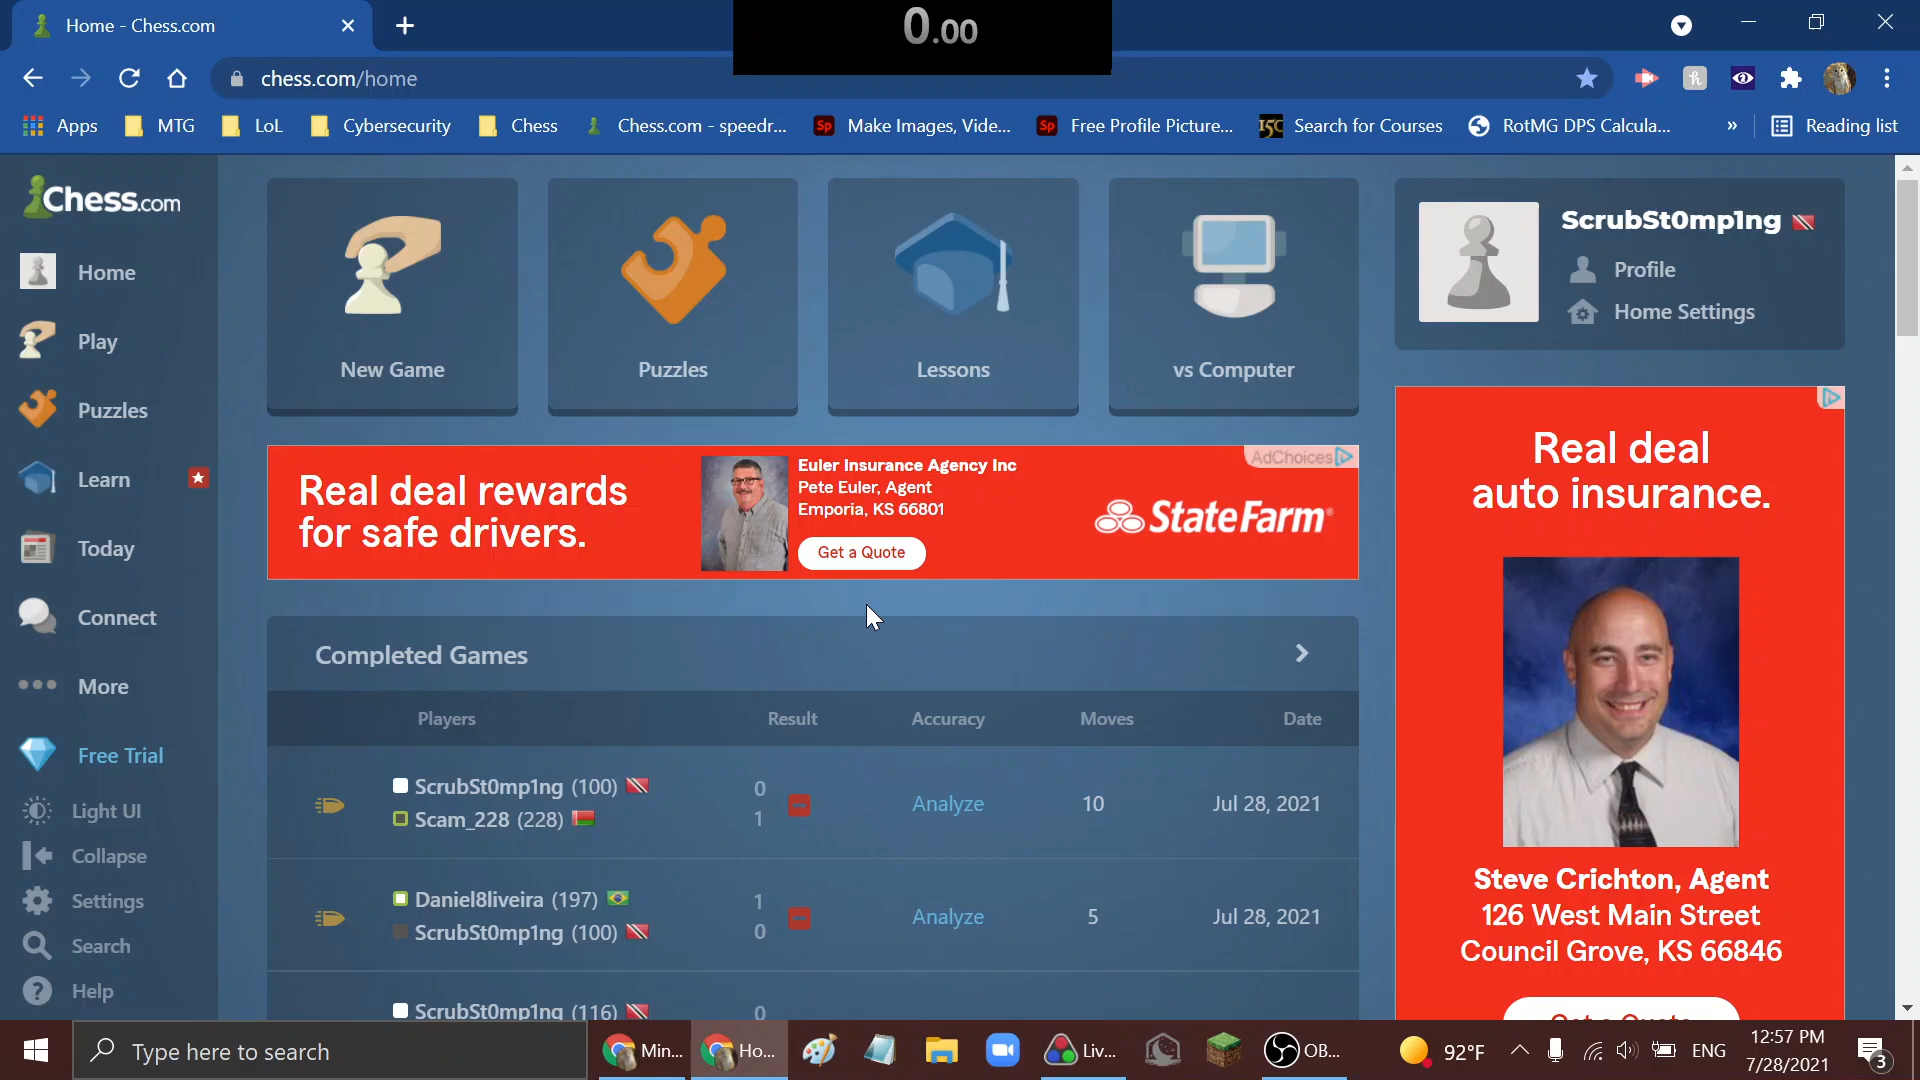 Home - Chess.com
0.00
chess.com/home
Apps
MTG
LoL
Cybersecurity
Chess
Chess.com - speedr...
Make Images, Vide...
Free Profile Picture...
Search for Courses
RotMG DPS Calcula...
»
Reading list
Chess.com
Home
Play
Puzzles
Learn
Today
Connect
More
Free Trial
Light UI
Collapse
Settings
Search
Help
New Game
Puzzles
Lessons
vs Computer
ScrubSt0mp1ng
Profile
Home Settings
Real deal rewards
for safe drivers.
Euler Insurance Agency Inc
Pete Euler, Agent
Emporia, KS 66801
Get a Quote
AdChoices
StateFarm®
Real deal
auto insurance.
Steve Crichton, Agent
126 West Main Street
Council Grove, KS 66846
Get a Quote
Completed Games
Players Result Accuracy Moves Date
ScrubSt0mp1ng (100) 0
Scam_228 (228) 1
Analyze 10 Jul 28, 2021
Daniel8liveira (197) 1
ScrubSt0mp1ng (100) 0
Analyze 5 Jul 28, 2021
ScrubSt0mp1ng (116) 0
Type here to search
Min...
Ho...
Liv...
OB...
92°F
ENG
12:57 PM
7/28/2021
3